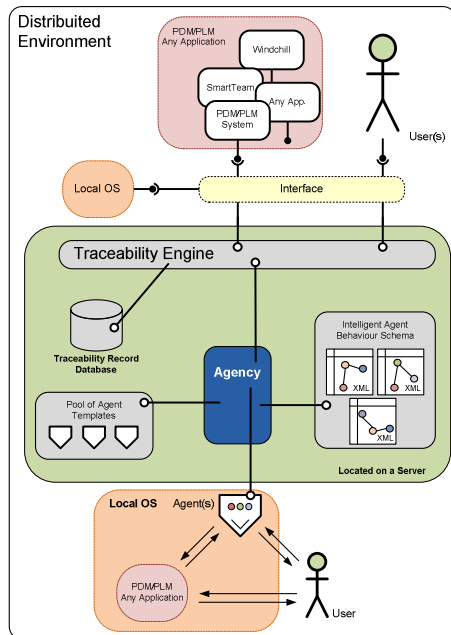 Distribuited
Environment
PDM/PLM
Any Application
Windchill
SmartTeam
Any App.
PDM/PLM
System
User(s)
Local OS
Interface
Traceability Engine
Traceability Record
Database
Intelligent Agent
Behaviour Schema
XML
XML
XML
Agency
Pool of Agent
Templates
Located on a Server
Local OS
Agent(s)
PDM/PLM
Any Application
User